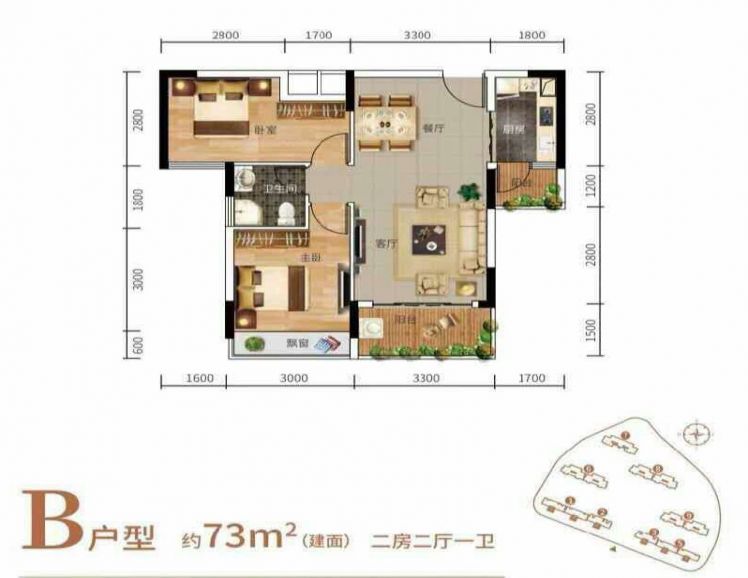 2800 1700 3300 1800
2800
1800
3000
600
2800
1200
2800
1500
卧室
餐厅
厨房
阳台
卫生间
客厅
主卧
阳台
飘窗
1600 3000 3300 1700
B户型 约73m²(建面) 二房二厅一卫